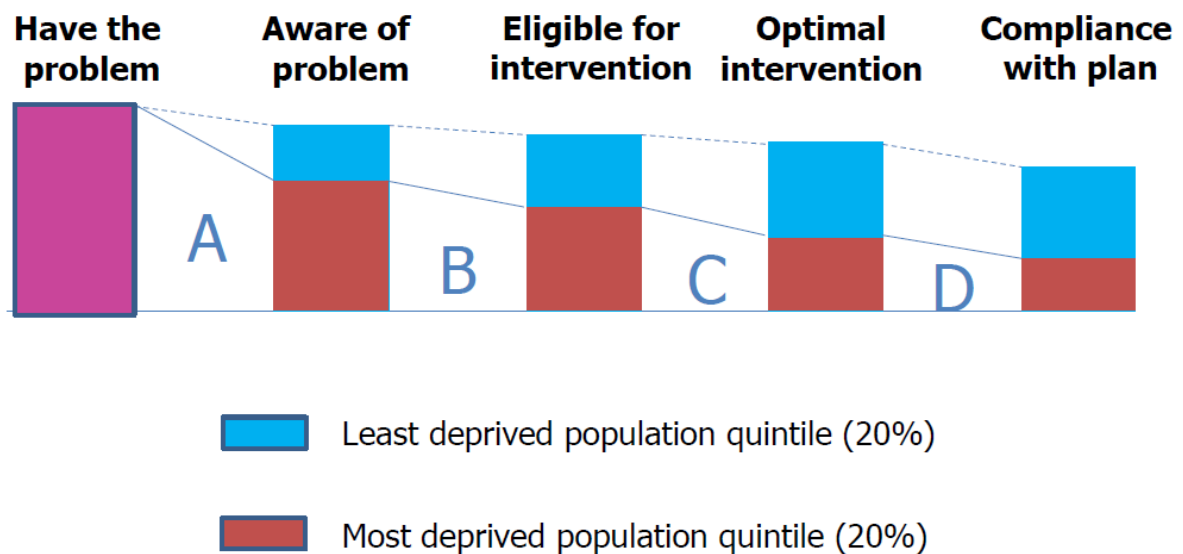 Have the
problem
Aware of
problem
Eligible for
intervention
Optimal
intervention
Compliance
with plan
A
B
C
D
Least deprived population quintile (20%)
Most deprived population quintile (20%)